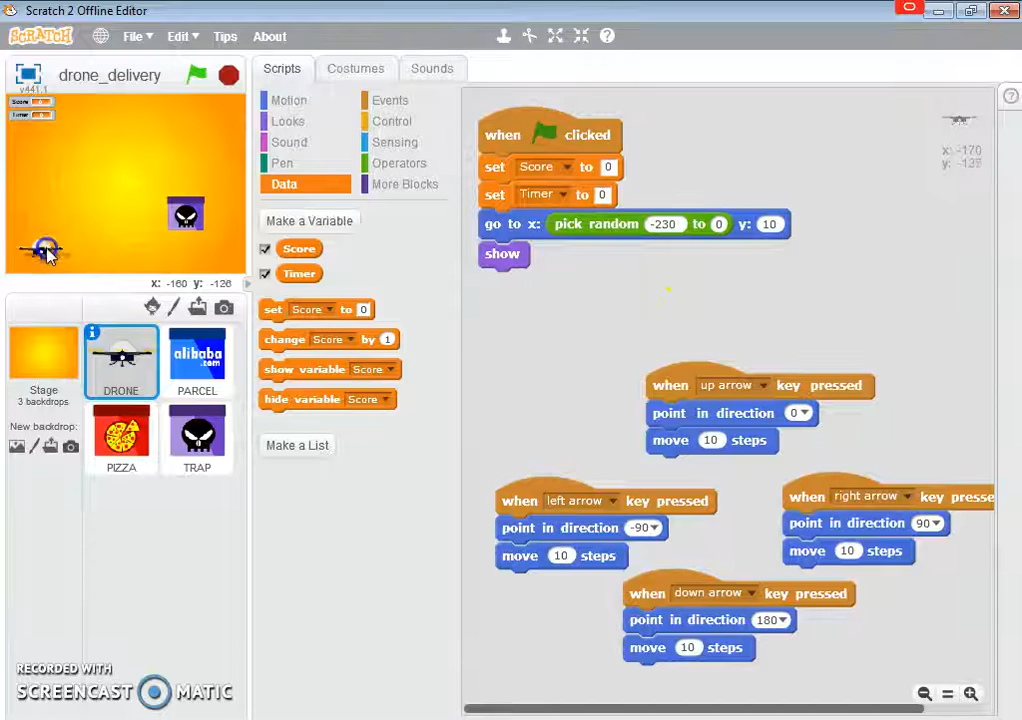 Scratch 2 Offline Editor
SCRATCH File Edit Tips About
drone_delivery
v441.1
Score
Timer
x: -160 y: -126
Stage
3 backdrops
New backdrop:
DRONE
alibaba.com
PARCEL
PIZZA
TRAP
RECORDED WITH
SCREENCAST MATIC
Scripts Costumes Sounds
Motion Events
Looks Control
Sound Sensing
Pen Operators
Data More Blocks
Make a Variable
Score
Timer
set Score to 0
change Score by 1
show variable Score
hide variable Score
Make a List
when clicked
set Score to 0
set Timer to 0
go to x: pick random -230 to 0 y: 10
show
x: -170
when up arrow key pressed
point in direction 0
move 10 steps
when left arrow key pressed
point in direction -90
move 10 steps
when right arrow key presse
point in direction 90
move 10 steps
when down arrow key pressed
point in direction 180
move 10 steps